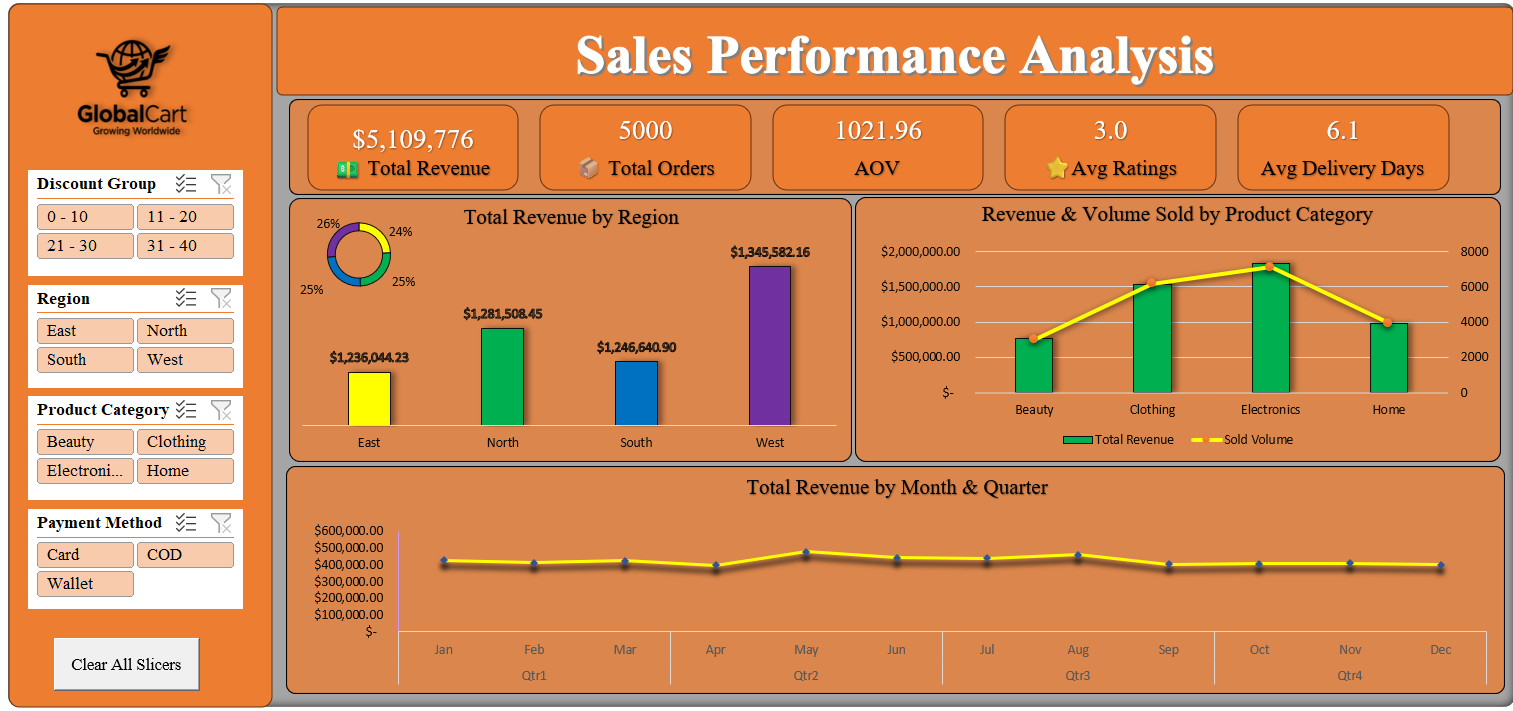 GlobalCart
Growing Worldwide
Discount Group
0 - 10
11 - 20
21 - 30
31 - 40
Region
East
North
South
West
Product Category
Beauty
Clothing
Electroni...
Home
Payment Method
Card
COD
Wallet
Clear All Slicers
Sales Performance Analysis
$5,109,776
Total Revenue
5000
Total Orders
1021.96
AOV
3.0
Avg Ratings
6.1
Avg Delivery Days
Total Revenue by Region
26%
24%
25%
25%
$1,236,044.23
$1,281,508.45
$1,246,640.90
$1,345,582.16
East
North
South
West
Revenue & Volume Sold by Product Category
$2,000,000.00
$1,500,000.00
$1,000,000.00
$500,000.00
$-
8000
6000
4000
2000
0
Beauty
Clothing
Electronics
Home
Total Revenue
Sold Volume
Total Revenue by Month & Quarter
$600,000.00
$500,000.00
$400,000.00
$300,000.00
$200,000.00
$100,000.00
$-
Jan
Feb
Mar
Apr
May
Jun
Jul
Aug
Sep
Oct
Nov
Dec
Qtr1
Qtr2
Qtr3
Qtr4